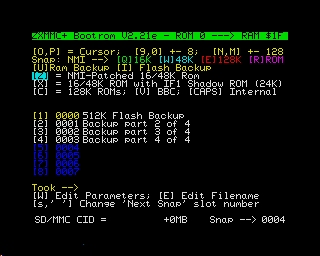 ZXMMC+ Bootrom V2.21e - ROM 0 ---> RAM $1F
[O,P] = Cursor; [9,0] +- 8; [N,M] +- 128
Snap: NMI --> [Q]16K [W]48K [E]128K [R]ROM
[U]Ram Backup [I] Flash Backup
[Z] = NMI-Patched 16/48K Rom
[X] = 16/48K ROM with IF1 Shadow ROM (24K)
[C] 128K ROMs; [V] BBC; [CAPS] Internal
[1] 0000 512K Flash Backup
[2] 0001 Backup part 2 of 4
[3] 0002 Backup part 3 of 4
[4] 0003 Backup part 4 of 4
[5] 0004
[6] 0005
[7] 0006
[8] 0007
Took -->
[W] Edit Parameters; [E] Edit Filename
[s,' '] Change 'Next Snap' slot number
SD/MMC CID = +0MB Snap --> 0004